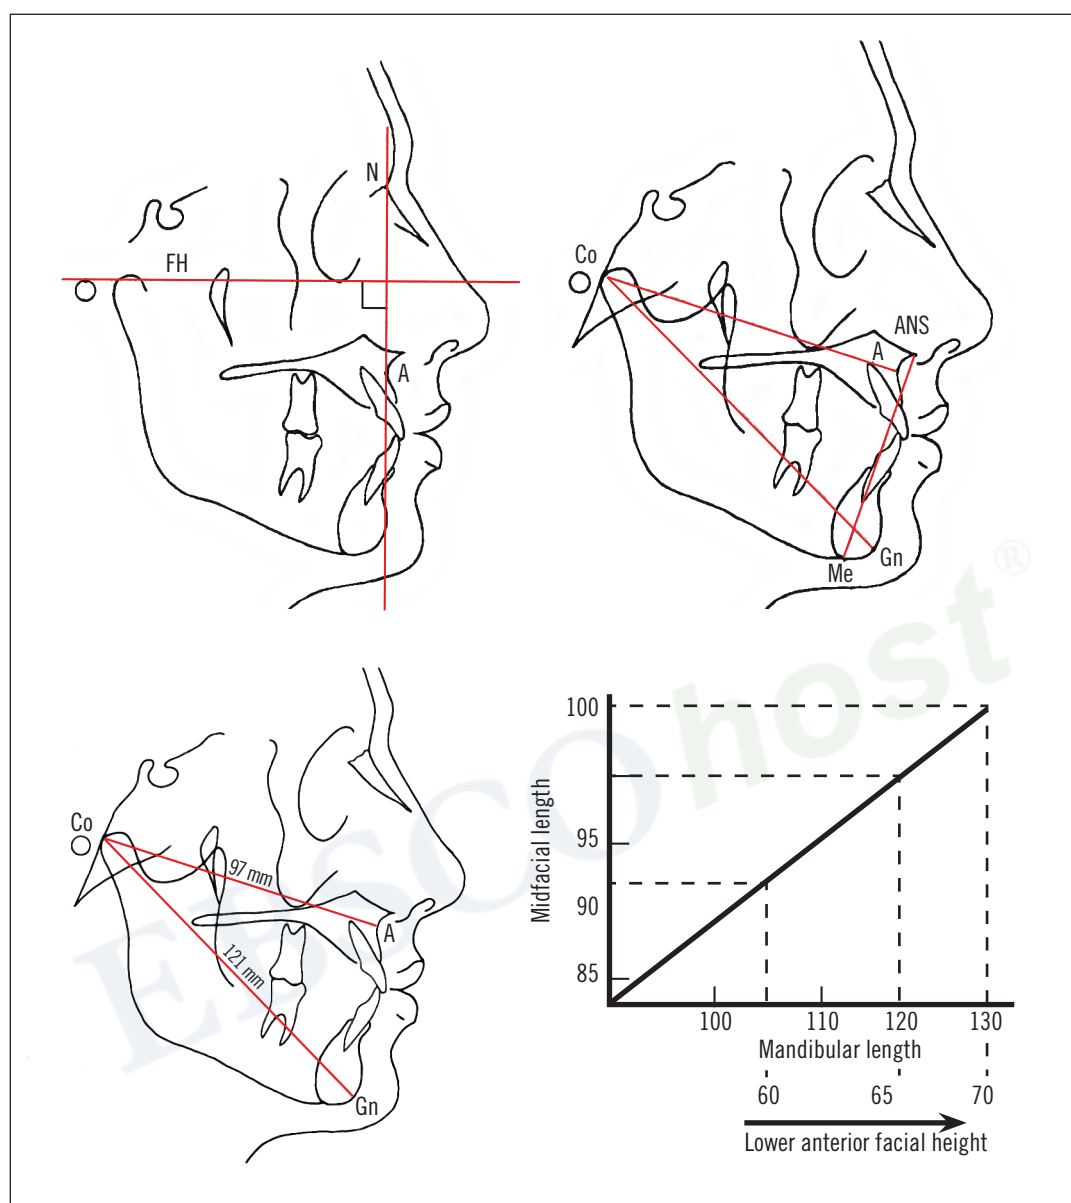 N
FH
A
Co
ANS
A
Gn
Me
Co
97 mm
A
121 mm
Gn
EBSCOhost®
100
95
90
85
Midfacial length
100 110 120 130
Mandibular length
60 65 70
Lower anterior facial height